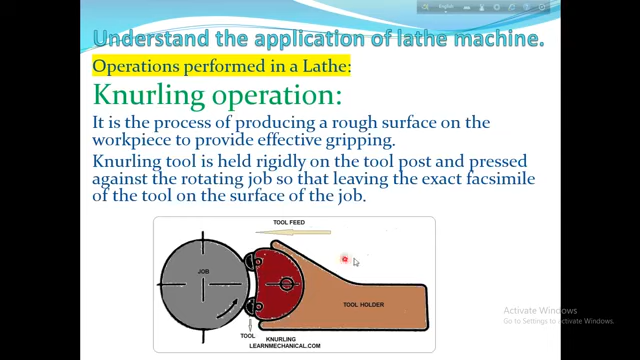 English
Understand the application of lathe machine.
Operations performed in a Lathe:
Knurling operation:
It is the process of producing a rough surface on the
workpiece to provide effective gripping.
Knurling tool is held rigidly on the tool post and pressed
against the rotating job so that leaving the exact facsimile
of the tool on the surface of the job.
TOOL FEED
JOB
TOOL HOLDER
TOOL
KNURLING
LEARNMECHANICAL.COM
Activate Windows
Go to Settings to Activate Windows.